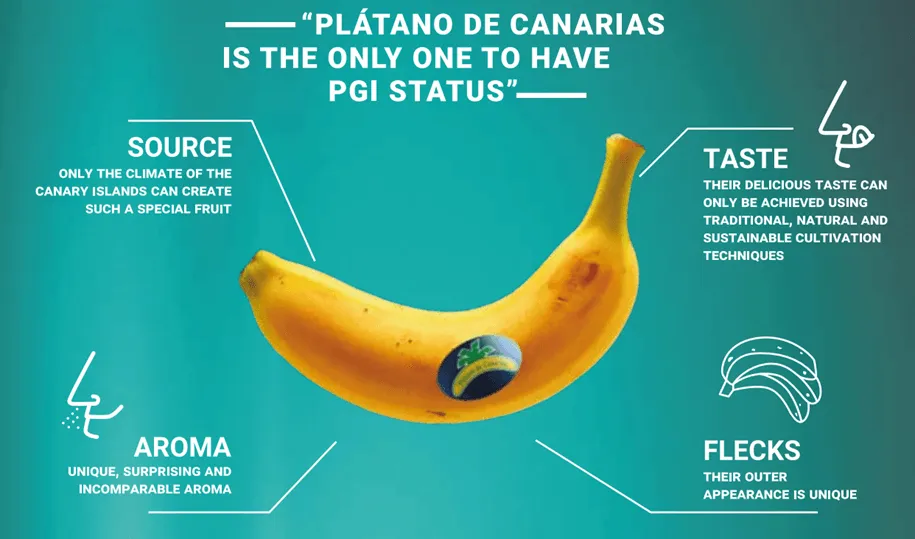 “PLÁTANO DE CANARIAS
IS THE ONLY ONE TO HAVE
PGI STATUS”
SOURCE
ONLY THE CLIMATE OF THE
CANARY ISLANDS CAN CREATE
SUCH A SPECIAL FRUIT
TASTE
THEIR DELICIOUS TASTE CAN
ONLY BE ACHIEVED USING
TRADITIONAL, NATURAL AND
SUSTAINABLE CULTIVATION
TECHNIQUES
AROMA
UNIQUE, SURPRISING AND
INCOMPARABLE AROMA
FLECKS
THEIR OUTER
APPEARANCE IS UNIQUE